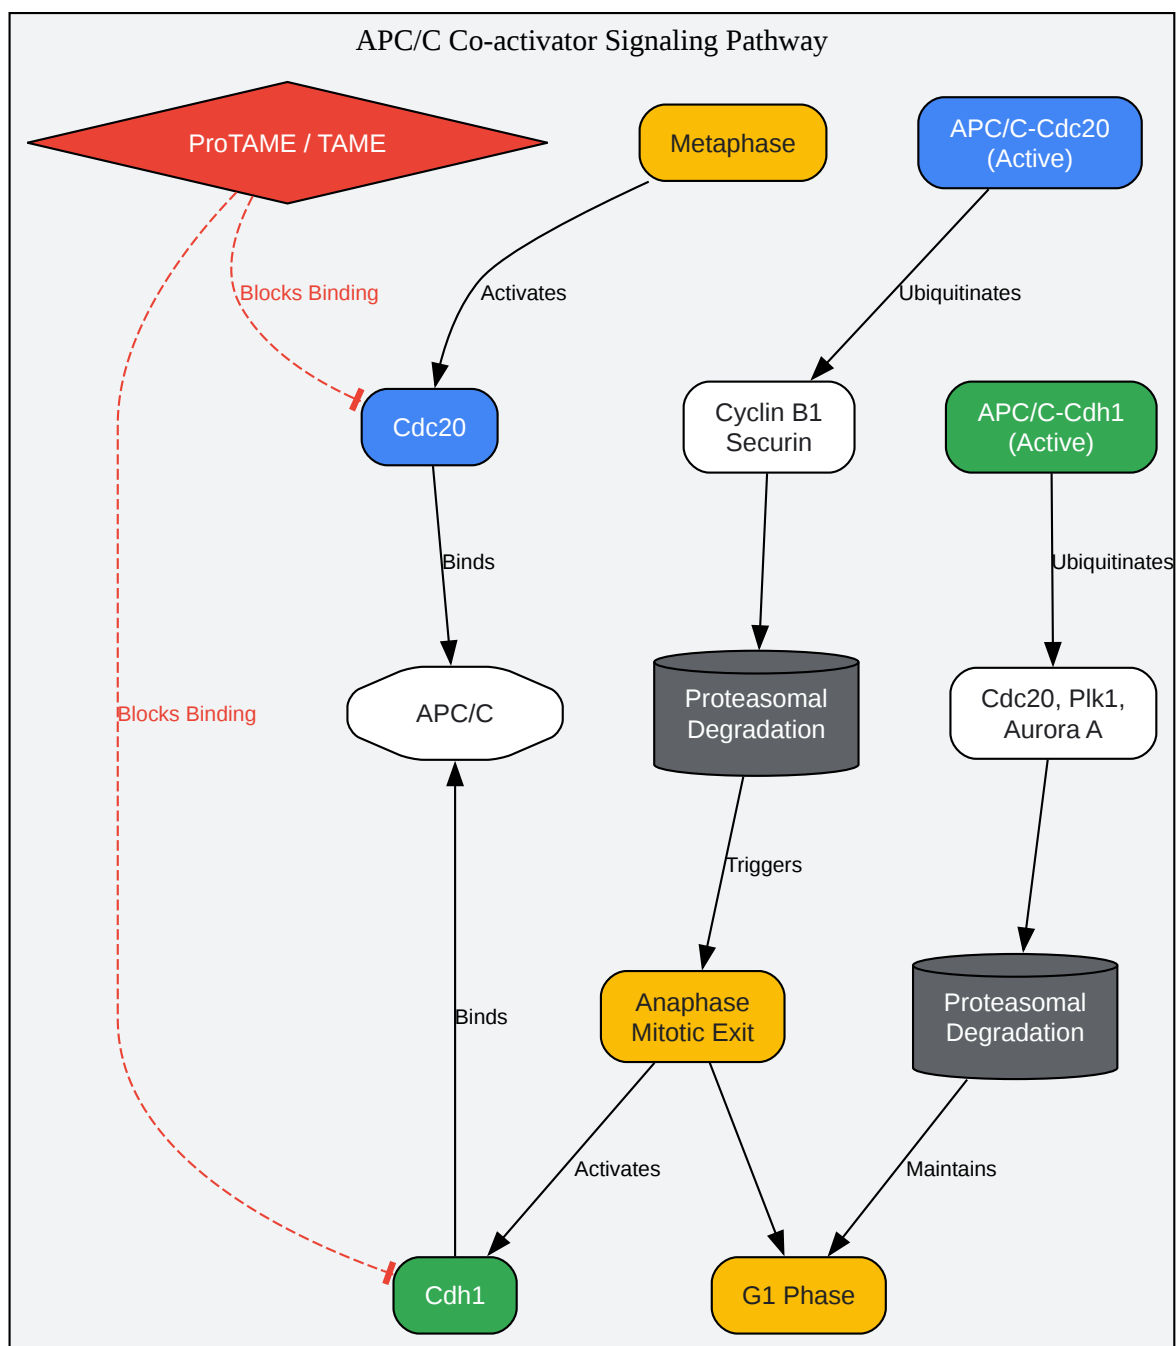 APC/C Co-activator Signaling Pathway
ProTAME / TAME
Metaphase
APC/C-Cdc20
(Active)
Blocks Binding
Activates
Ubiquitinates
Cdc20
Cyclin B1
Securin
APC/C-Cdh1
(Active)
Binds
Ubiquitinates
Blocks Binding
APC/C
Proteasomal
Degradation
Cdc20, Plk1,
Aurora A
Triggers
Binds
Anaphase
Mitotic Exit
Proteasomal
Degradation
Activates
Maintains
Cdh1
G1 Phase